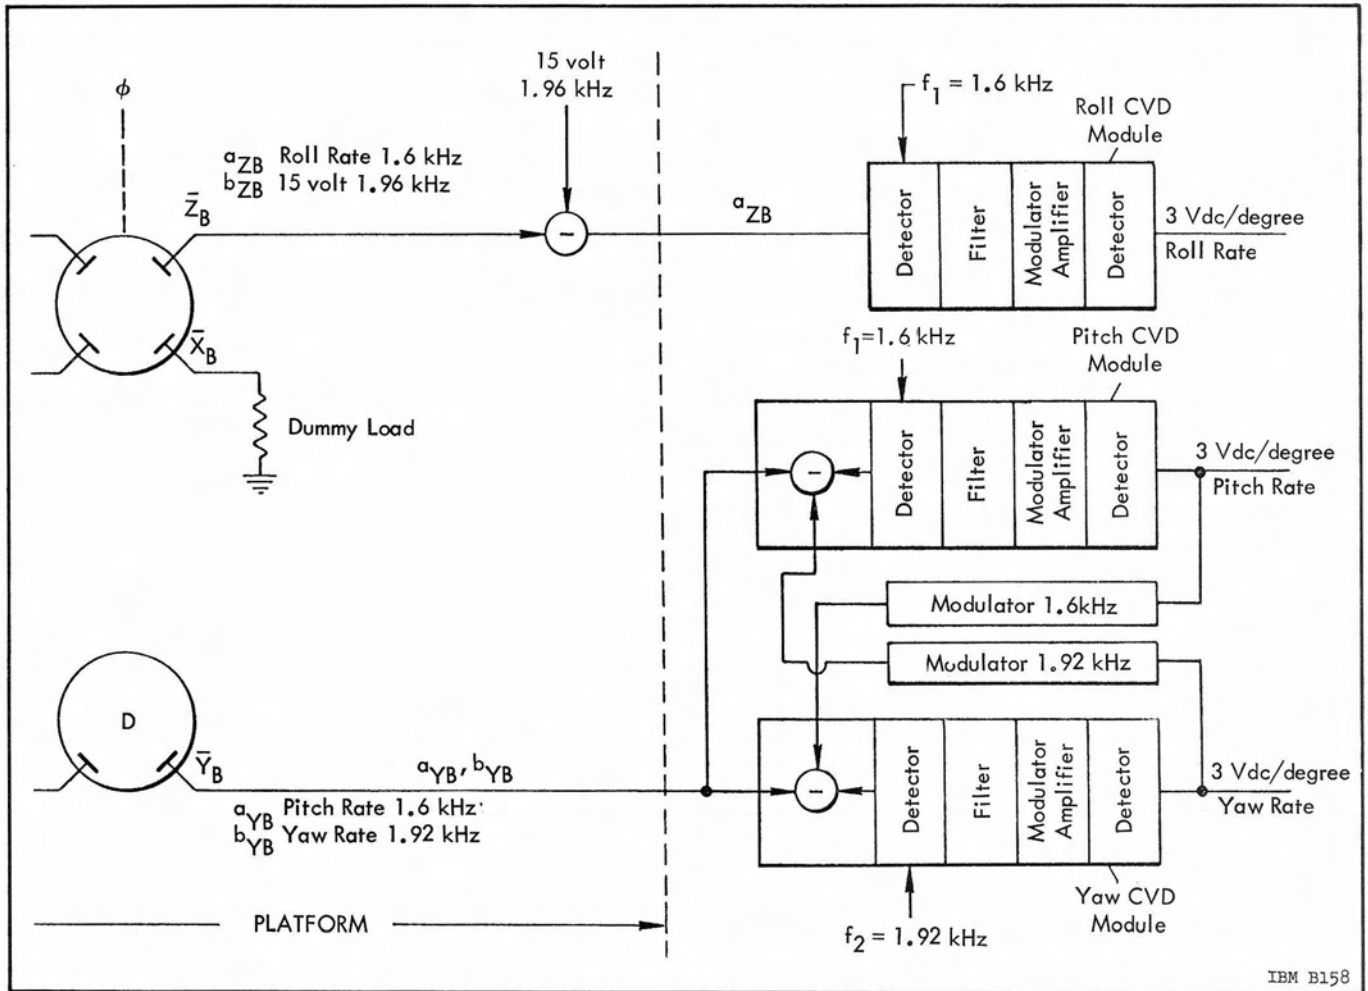 ϕ
15 volt
1.96 kHz
aZB Roll Rate 1.6 kHz
bZB 15 volt 1.96 kHz
Z̄B
-
aZB
f1 = 1.6 kHz
Roll CVD
Module
Detector
Filter
Modulator
Amplifier
Detector
3 Vdc/degree
Roll Rate
X̄B
Dummy Load
f1=1.6 kHz
Pitch CVD
Module
-
Detector
Filter
Modulator
Amplifier
Detector
3 Vdc/degree
Pitch Rate
Modulator 1.6kHz
Modulator 1.92 kHz
D
ȲB
aYB, bYB
aYB Pitch Rate 1.6 kHz
bYB Yaw Rate 1.92 kHz
-
Detector
Filter
Modulator
Amplifier
Detector
3 Vdc/degree
Yaw Rate
Yaw CVD
Module
f2 = 1.92 kHz
PLATFORM
IBM B158